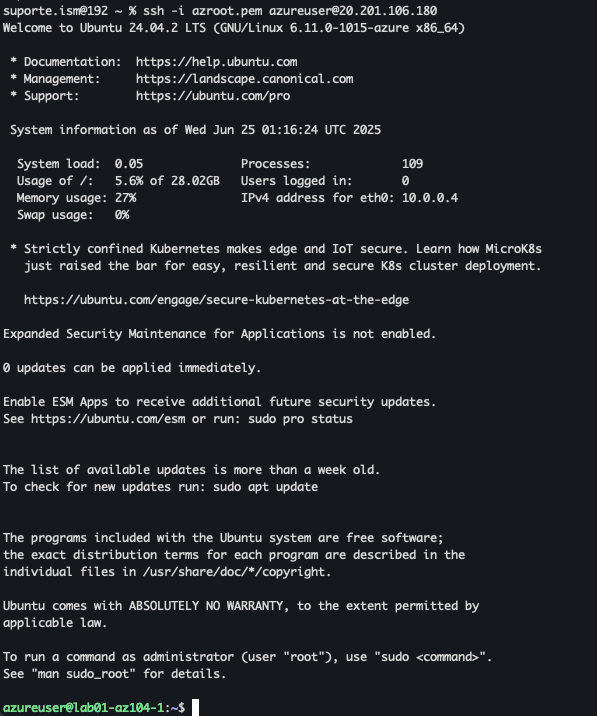 suporte.ism@192 ~ % ssh -i azroot.pem azureuser@20.201.106.180
Welcome to Ubuntu 24.04.2 LTS (GNU/Linux 6.11.0-1015-azure x86_64)
* Documentation:  https://help.ubuntu.com
* Management:     https://landscape.canonical.com
* Support:        https://ubuntu.com/pro
System information as of Wed Jun 25 01:16:24 UTC 2025
System load:  0.05                Processes:             109
Usage of /:   5.6% of 28.02GB   Users logged in:       0
Memory usage: 27%               IPv4 address for eth0: 10.0.0.4
Swap usage:   0%
* Strictly confined Kubernetes makes edge and IoT secure. Learn how MicroK8s
just raised the bar for easy, resilient and secure K8s cluster deployment.
https://ubuntu.com/engage/secure-kubernetes-at-the-edge
Expanded Security Maintenance for Applications is not enabled.
0 updates can be applied immediately.
Enable ESM Apps to receive additional future security updates.
See https://ubuntu.com/esm or run: sudo pro status
The list of available updates is more than a week old.
To check for new updates run: sudo apt update
The programs included with the Ubuntu system are free software;
the exact distribution terms for each program are described in the
individual files in /usr/share/doc/*/copyright.
Ubuntu comes with ABSOLUTELY NO WARRANTY, to the extent permitted by
applicable law.
To run a command as administrator (user "root"), use "sudo <command>".
See "man sudo_root" for details.
azureuser@lab01-az104-1:~$